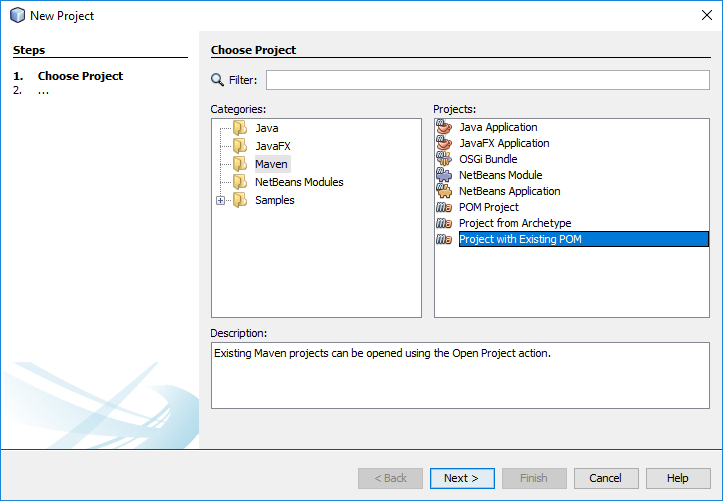 New Project
Steps
1. Choose Project
2. ...
Choose Project
Filter:
Categories:
Java
JavaFX
Maven
NetBeans Modules
Samples
Projects:
Java Application
JavaFX Application
OSGi Bundle
NetBeans Module
NetBeans Application
POM Project
Project from Archetype
Project with Existing POM
Description:
Existing Maven projects can be opened using the Open Project action.
< Back
Next >
Finish
Cancel
Help